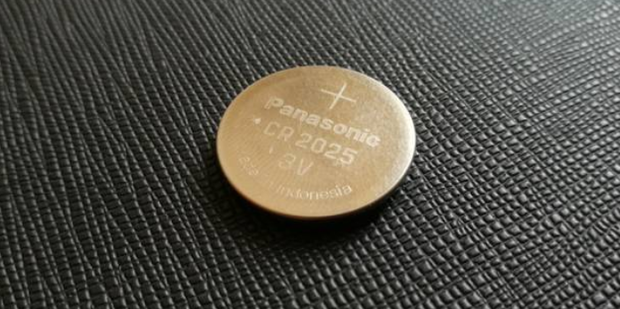 +
Panasonic
CR 2025
3V
Indonesia